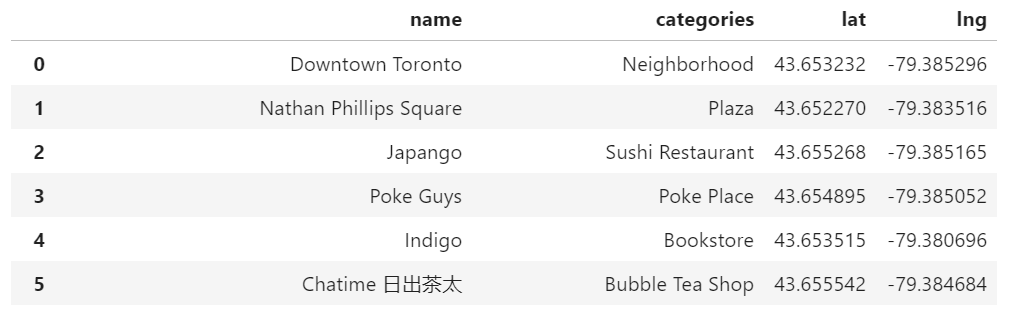 name categories lat lng
0 Downtown Toronto Neighborhood 43.653232 -79.385296
1 Nathan Phillips Square Plaza 43.652270 -79.383516
2 Japango Sushi Restaurant 43.655268 -79.385165
3 Poke Guys Poke Place 43.654895 -79.385052
4 Indigo Bookstore 43.653515 -79.380696
5 Chatime 日出茶太 Bubble Tea Shop 43.655542 -79.384684